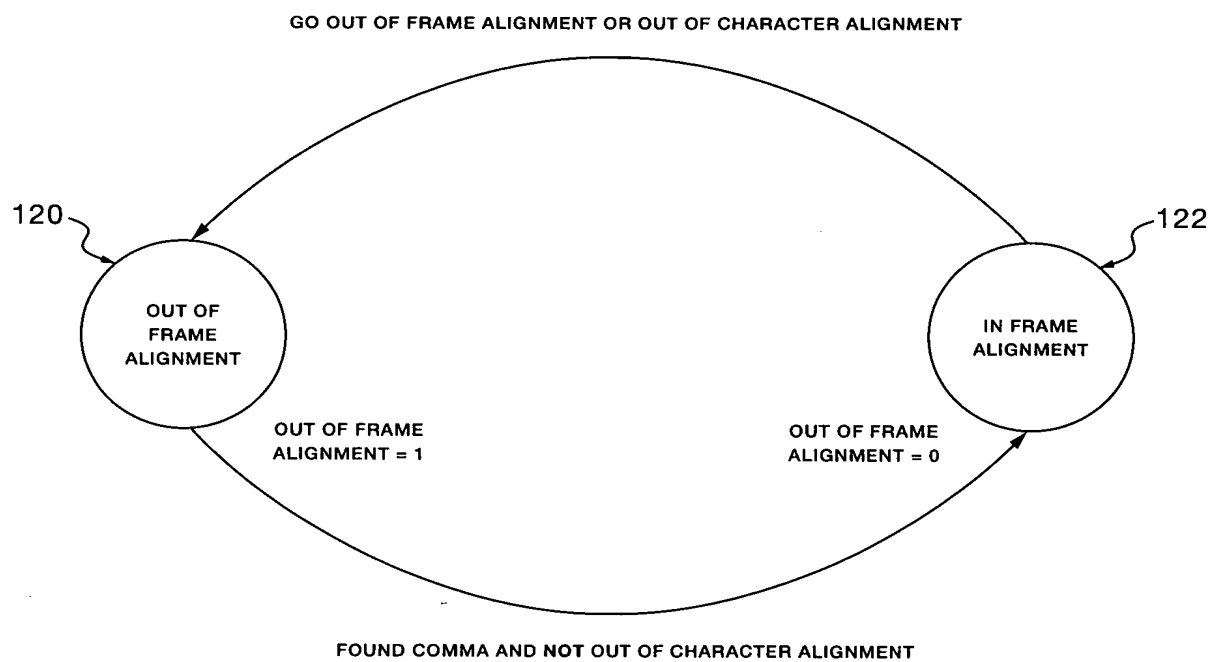 GO OUT OF FRAME ALIGNMENT OR OUT OF CHARACTER ALIGNMENT
120
122
OUT OF
FRAME
ALIGNMENT
IN FRAME
ALIGNMENT
OUT OF FRAME
ALIGNMENT = 1
OUT OF FRAME
ALIGNMENT = 0
FOUND COMMA AND NOT OUT OF CHARACTER ALIGNMENT